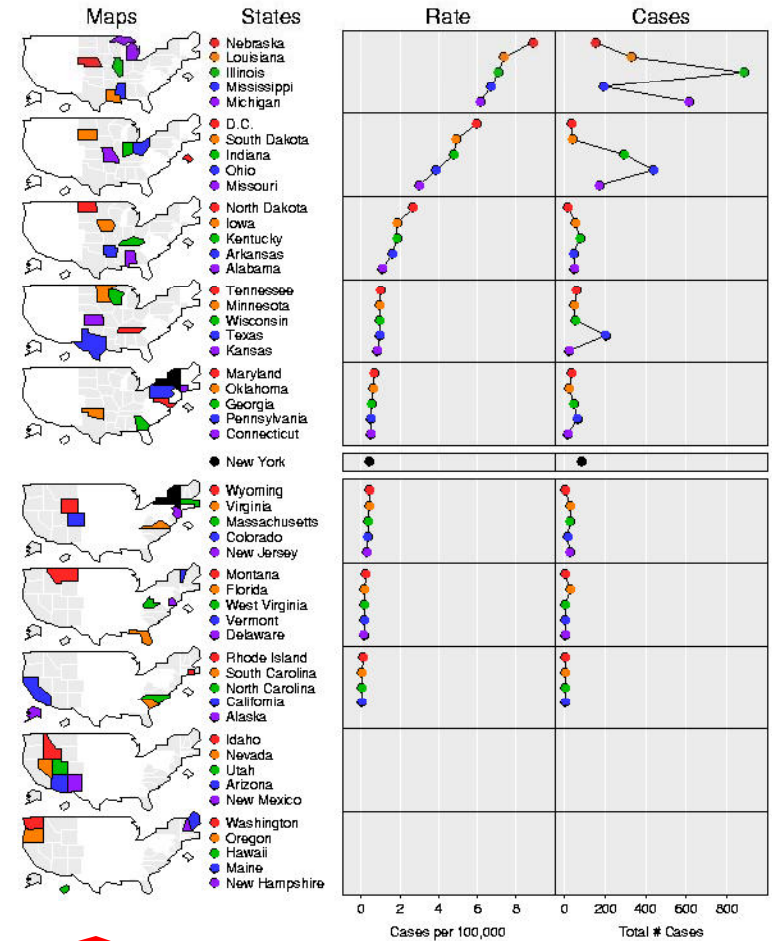 Maps States Rate Cases
Nebraska
Louisiana
Illinois
Mississippi
Michigan
D.C.
South Dakota
Indiana
Ohio
Missouri
North Dakota
Iowa
Kentucky
Arkansas
Alabama
Tennessee
Minnesota
Wisconsin
Texas
Kansas
Maryland
Oklahoma
Georgia
Pennsylvania
Connecticut
New York
Wyoming
Virginia
Massachusetts
Colorado
New Jersey
Montana
Florida
West Virginia
Vermont
Delaware
Rhode Island
South Carolina
North Carolina
California
Alaska
Idaho
Nevada
Utah
Arizona
New Mexico
Washington
Oregon
Hawaii
Maine
New Hampshire
0 2 4 6 8 0 200 400 600 800
Cases per 100,000 Total # Cases